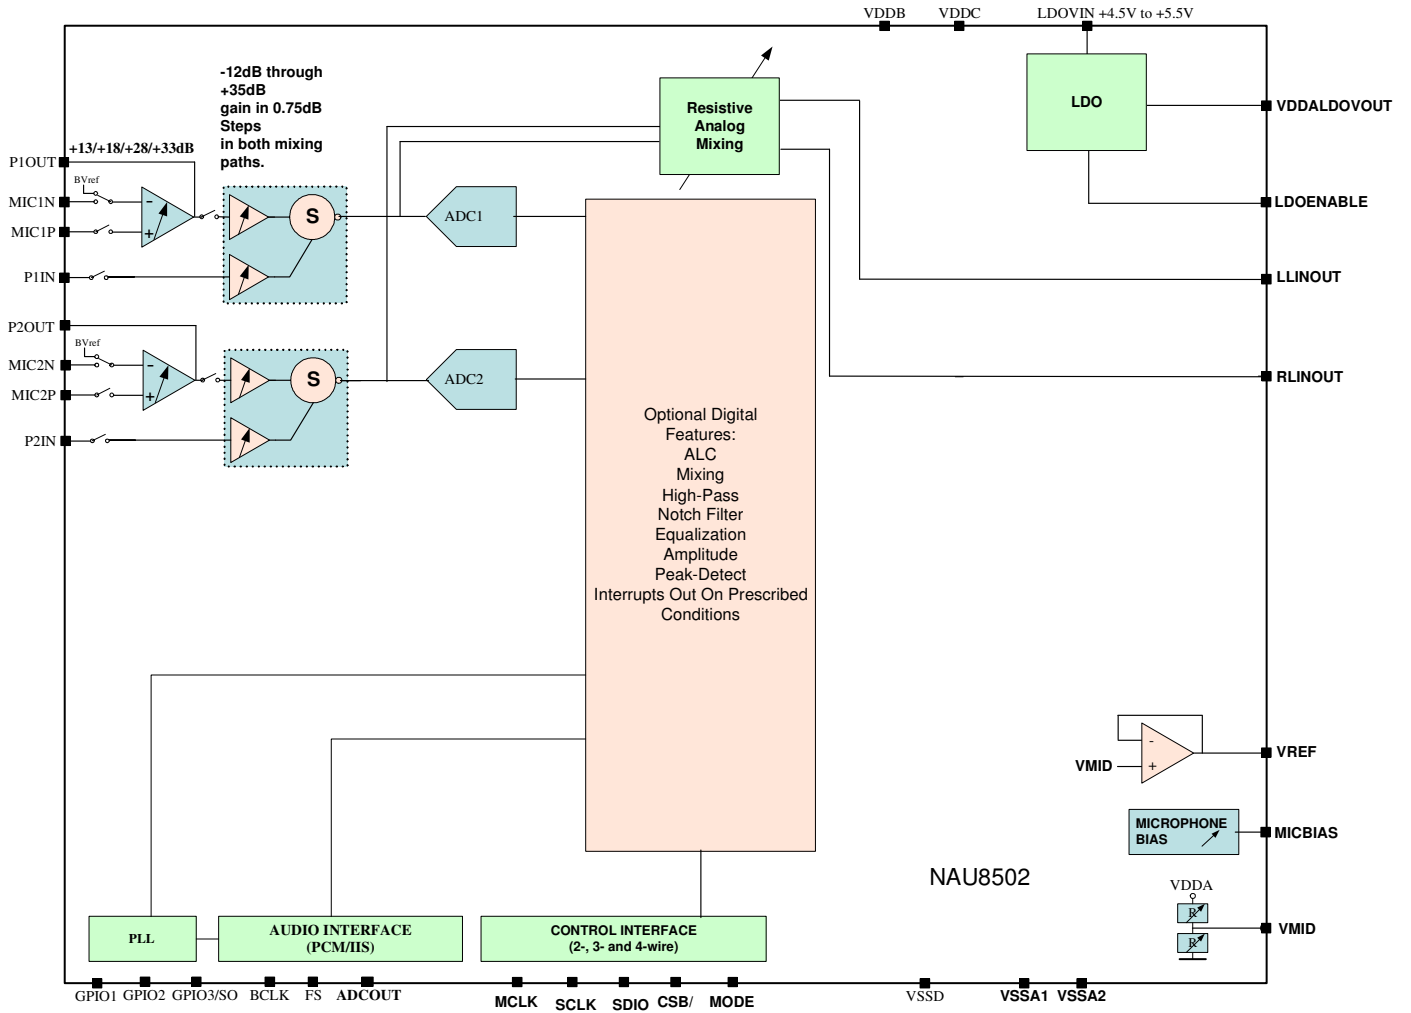 VDDB
VDDC
LDOVIN +4.5V to +5.5V
-12dB through
+35dB
gain in 0.75dB
Steps
in both mixing
paths.
Resistive
Analog
Mixing
LDO
VDDALDOVOUT
+13/+18/+28/+33dB
P1OUT
BVref
MIC1N
-
MIC1P
+
S
ADC1
LDOENABLE
P1IN
LLINOUT
P2OUT
BVref
MIC2N
-
MIC2P
+
S
ADC2
RLINOUT
P2IN
Optional Digital
Features:
ALC
Mixing
High-Pass
Notch Filter
Equalization
Amplitude
Peak-Detect
Interrupts Out On Prescribed
Conditions
-
VMID
+
VREF
MICROPHONE
BIAS
MICBIAS
NAU8502
VDDA
R
R
VMID
PLL
AUDIO INTERFACE
(PCM/IIS)
CONTROL INTERFACE
(2-, 3- and 4-wire)
GPIO1
GPIO2
GPIO3/SO
BCLK
FS
ADCOUT
MCLK
SCLK
SDIO
CSB/
MODE
VSSD
VSSA1
VSSA2